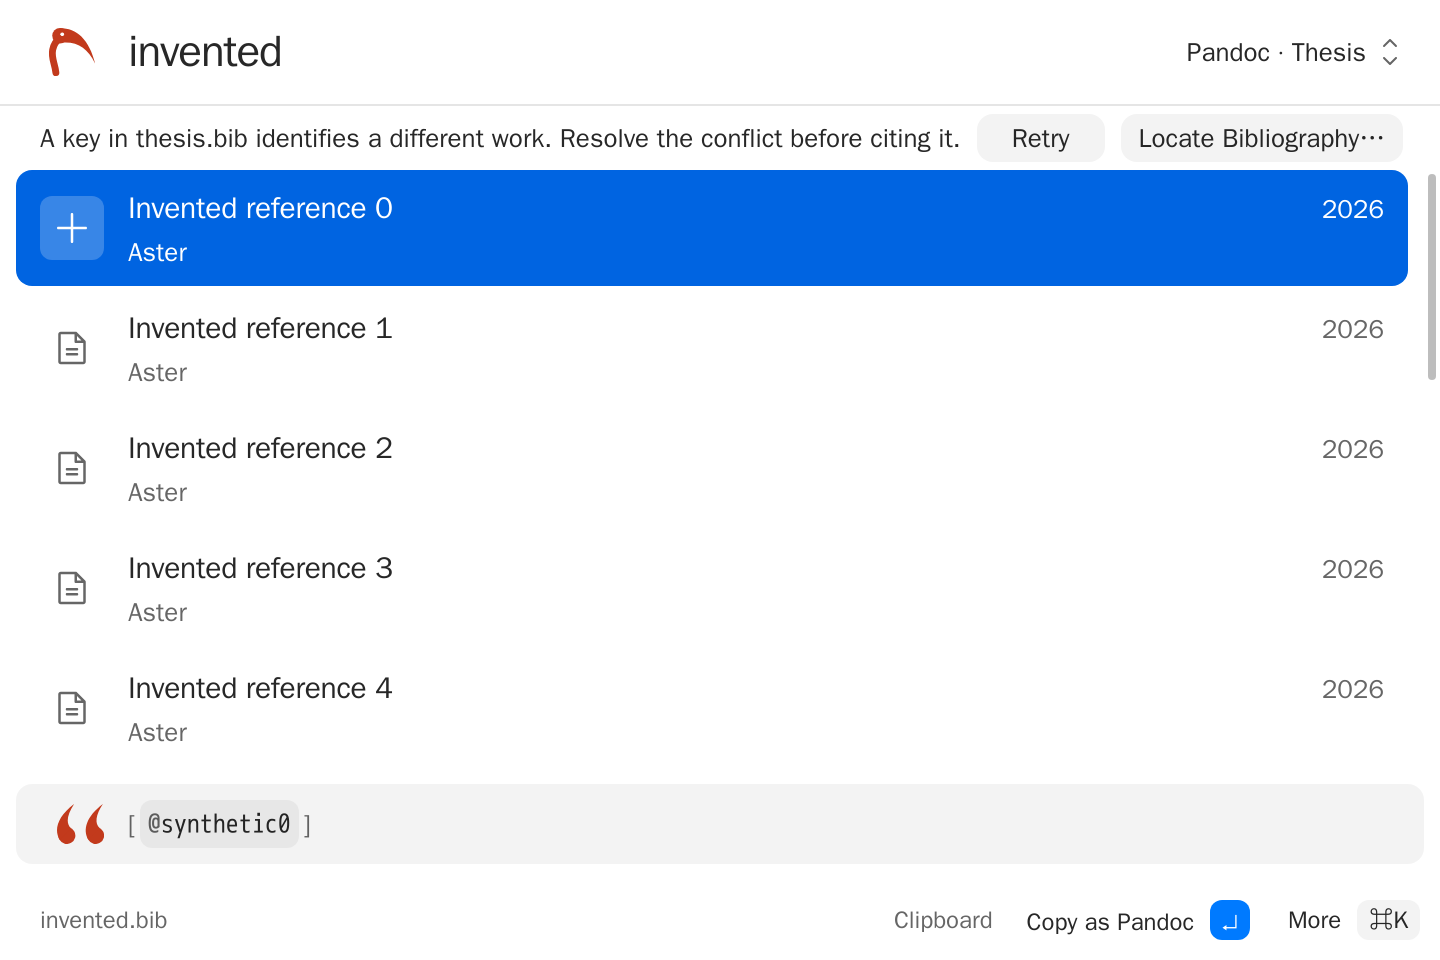 invented
Pandoc · Thesis
A key in thesis.bib identifies a different work. Resolve the conflict before citing it.
Retry
Locate Bibliography···
Invented reference 0
2026
Aster
Invented reference 1
2026
Aster
Invented reference 2
2026
Aster
Invented reference 3
2026
Aster
Invented reference 4
2026
Aster
[ @synthetic0 ]
invented.bib
Clipboard
Copy as Pandoc
More
⌘K